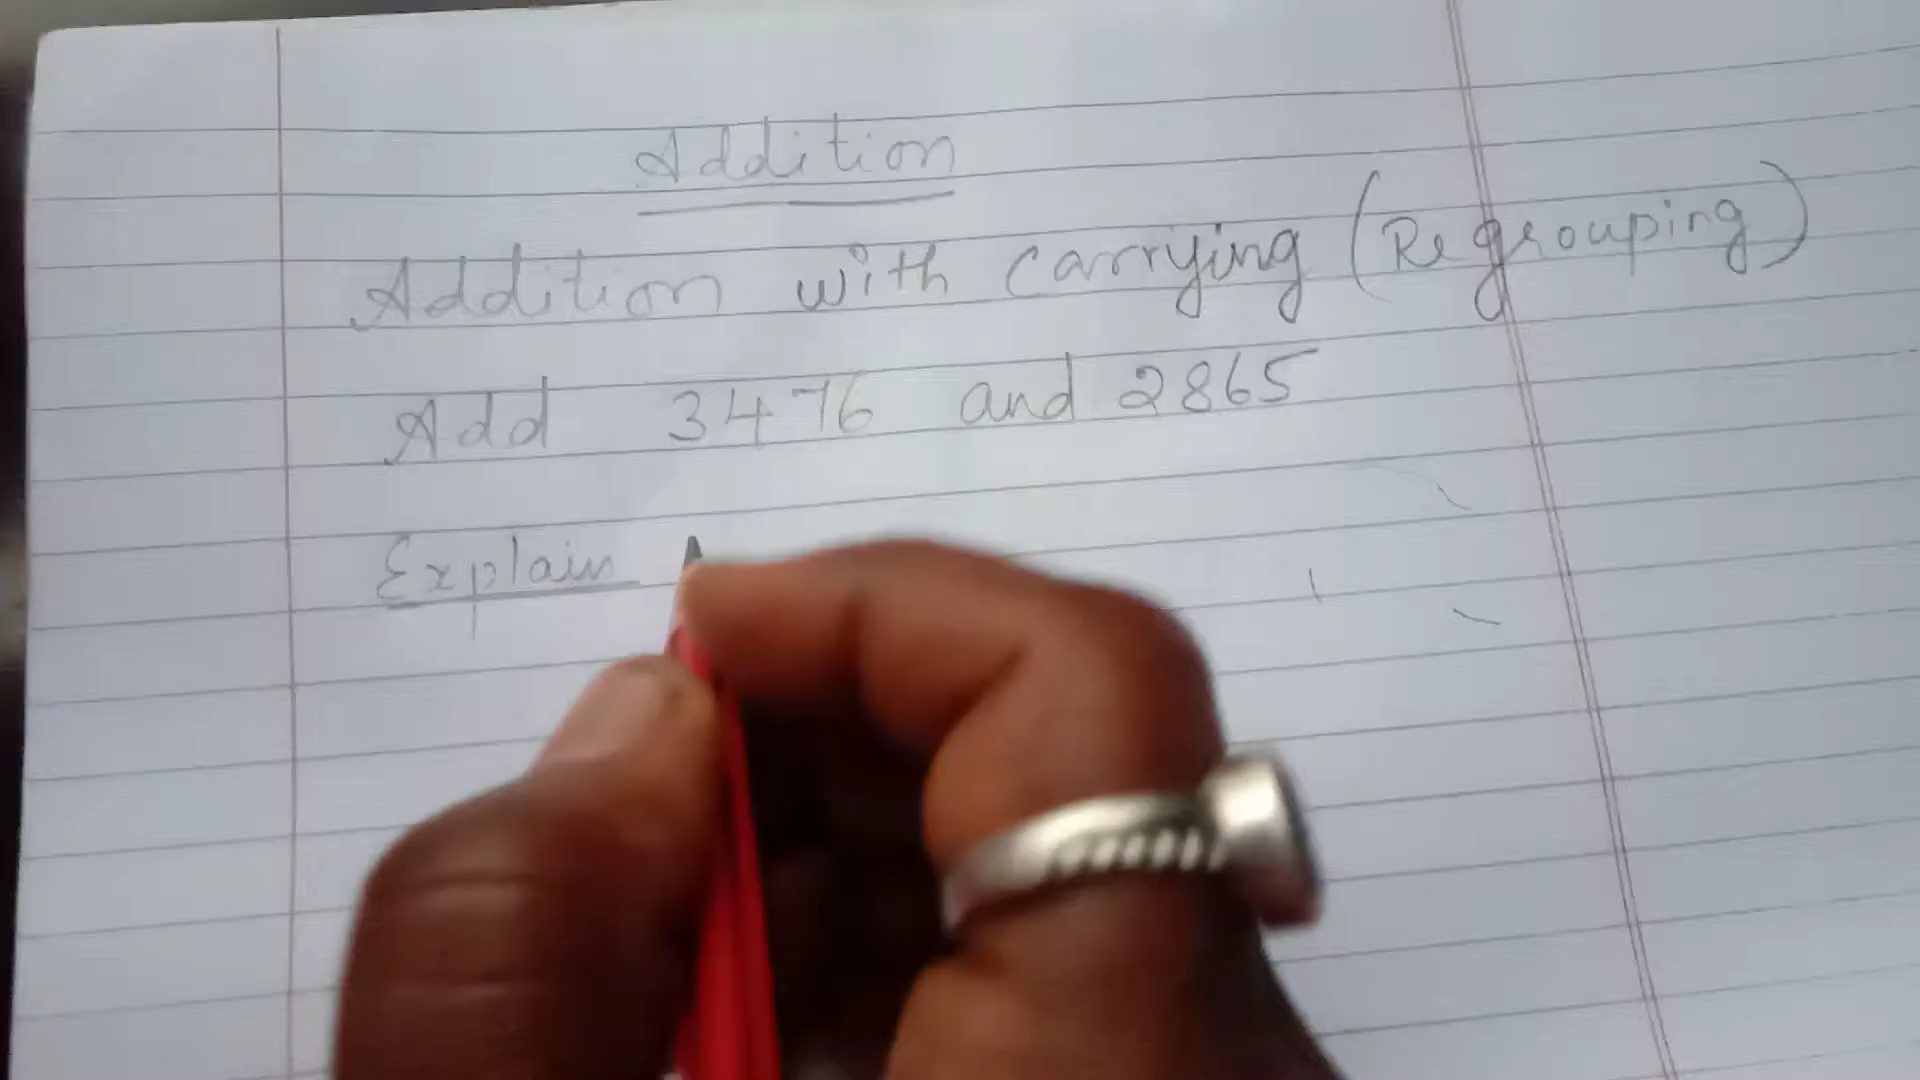 Addition
Addition with carrying (Regrouping)
Add 3476 and 2865
Explain